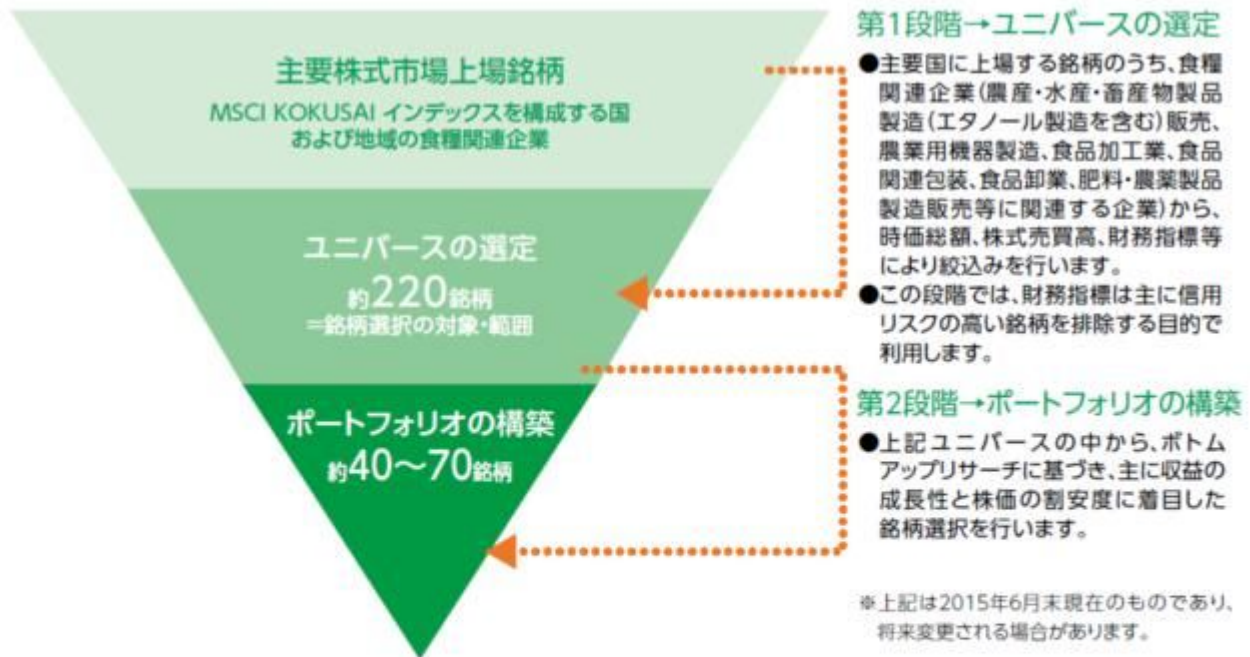 主要株式市場上場銘柄
MSCI KOKUSAI インデックスを構成する国
および地域の食糧関連企業
ユニバースの選定
約220銘柄
=銘柄選択の対象・範囲
ポートフォリオの構築
約40〜70銘柄
第1段階→ユニバースの選定
●主要国に上場する銘柄のうち、食糧
関連企業(農産・水産・畜産物製品
製造(エタノール製造を含む)販売、
農業用機器製造、食品加工業、食品
関連包装、食品卸業、肥料・農薬製品
製造販売等に関連する企業)から、
時価総額、株式売買高、財務指標等
により絞込みを行います。
●この段階では、財務指標は主に信用
リスクの高い銘柄を排除する目的で
利用します。
第2段階→ポートフォリオの構築
●上記ユニバースの中から、ボトム
アップリサーチに基づき、主に収益の
成長性と株価の割安度に着目した
銘柄選択を行います。
※上記は2015年6月末現在のものであり、
将来変更される場合があります。